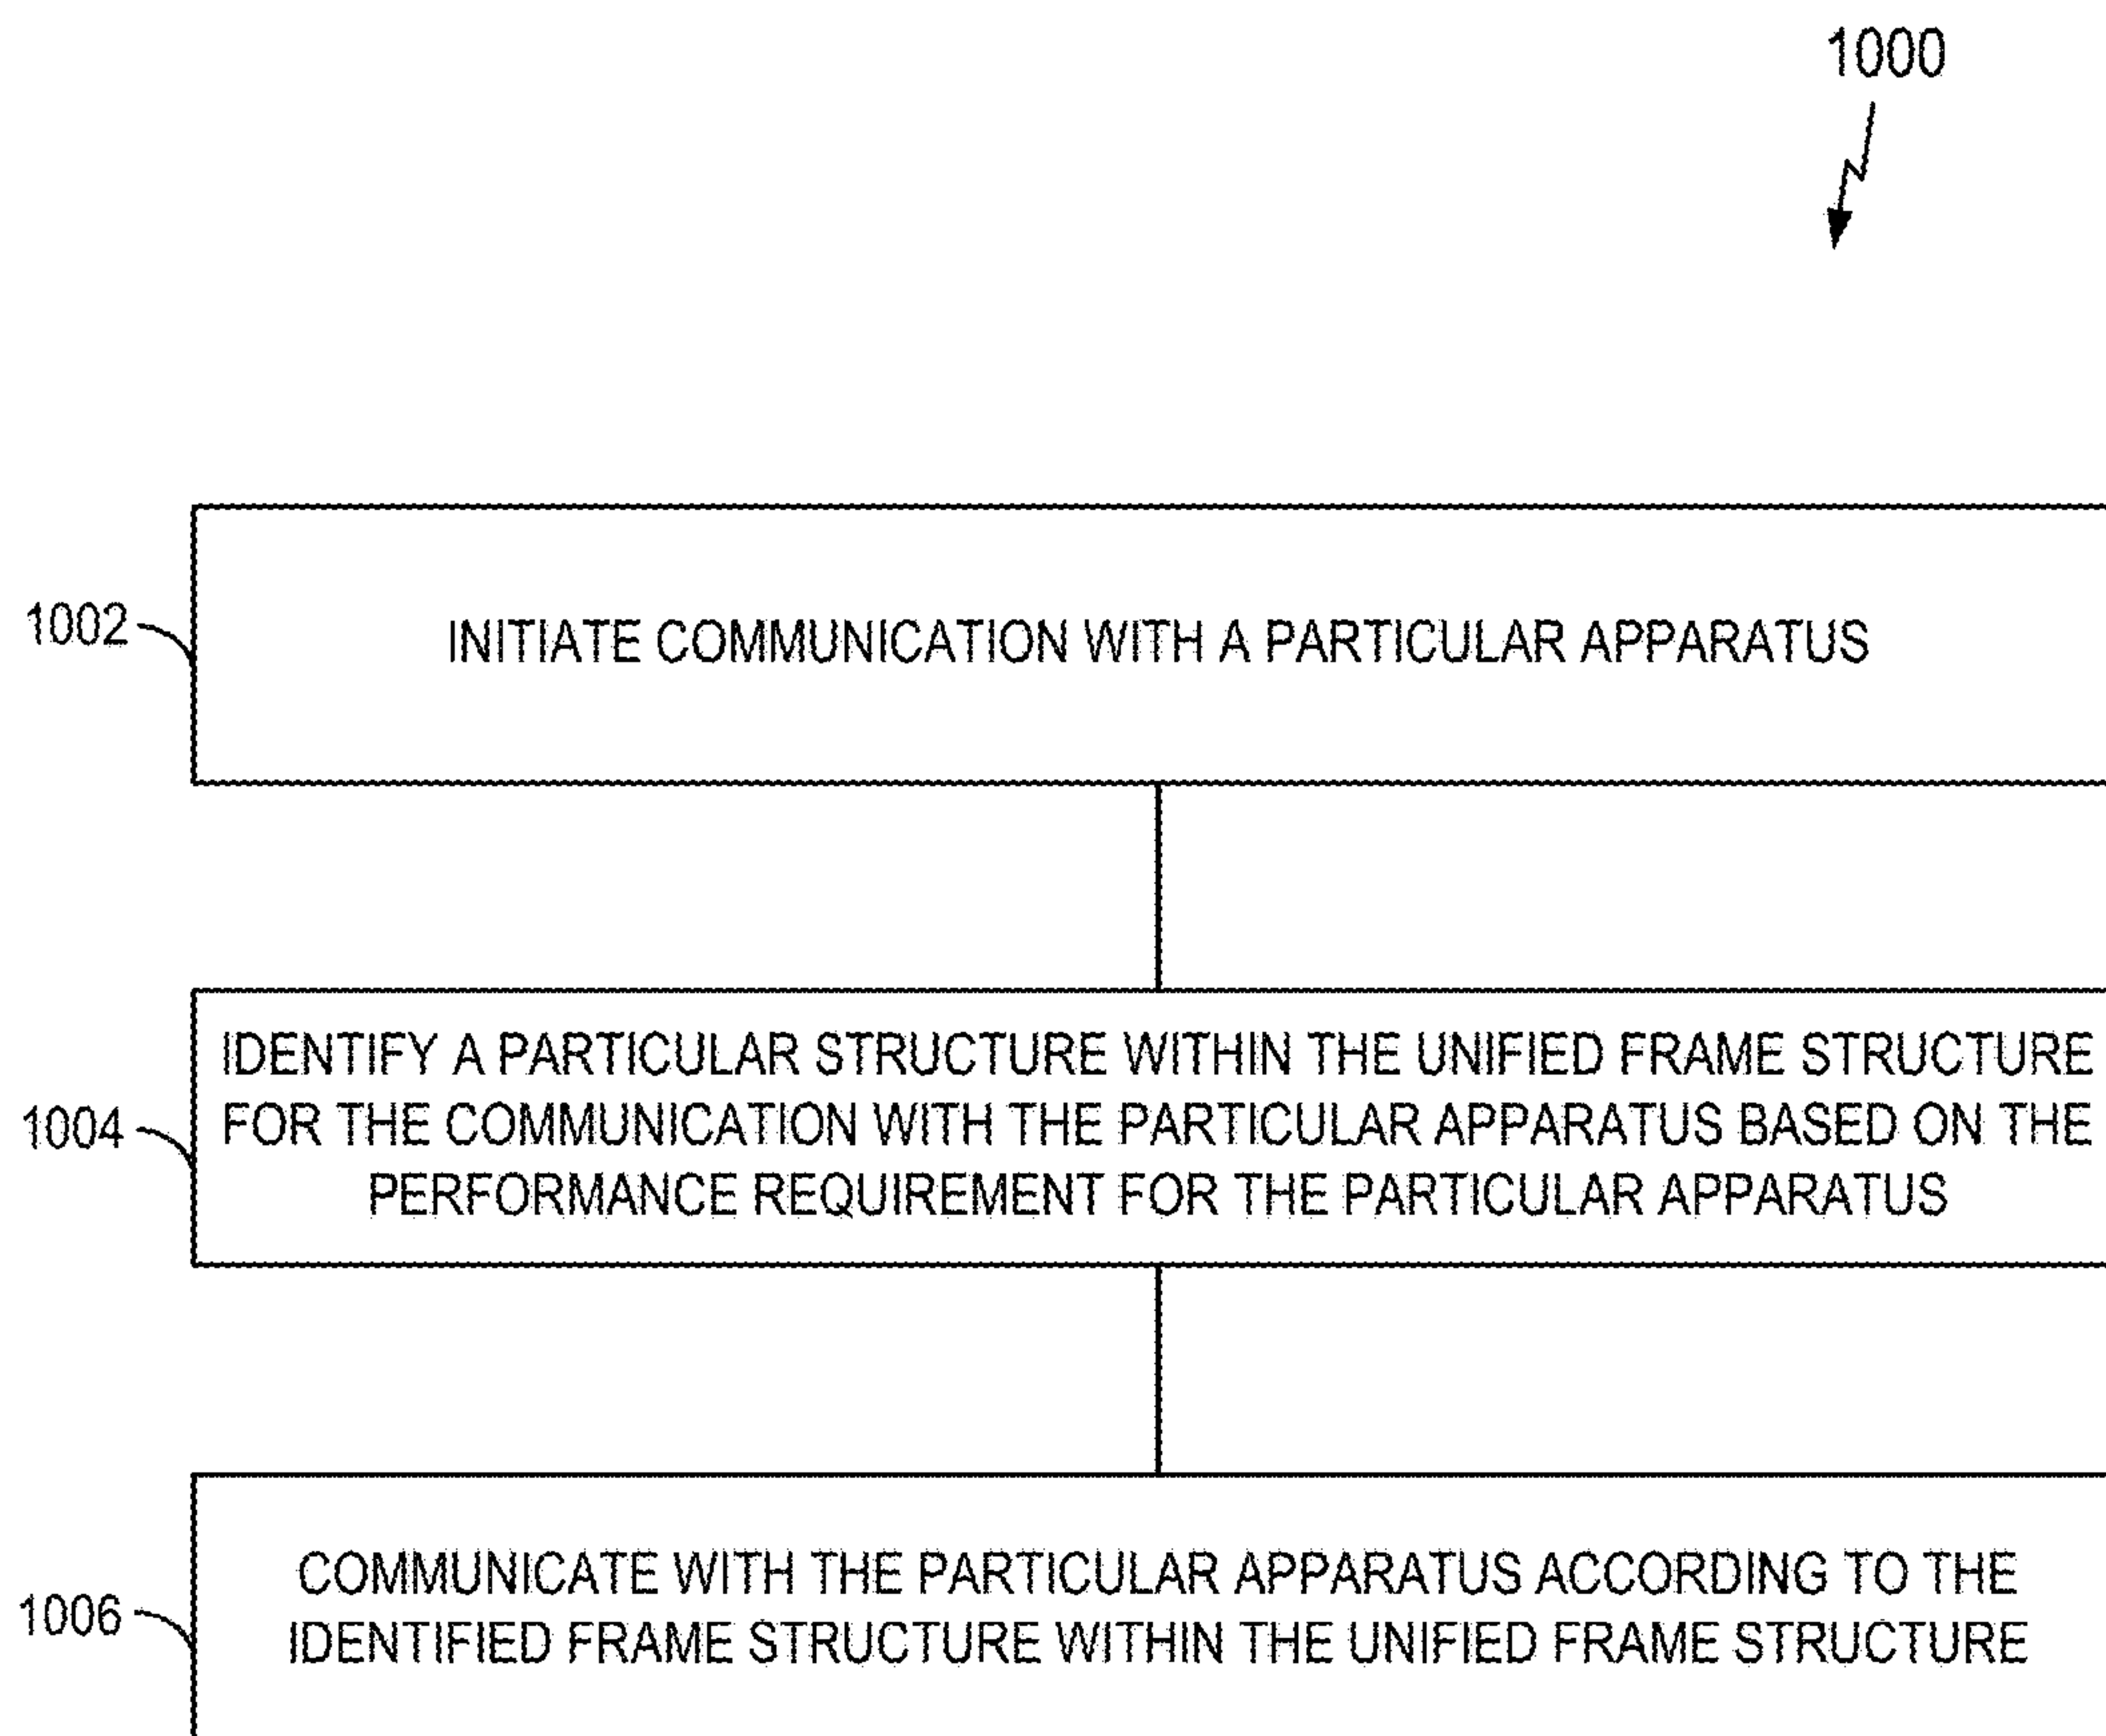 1000
1002
INITIATE COMMUNICATION WITH A PARTICULAR APPARATUS
1004
IDENTIFY A PARTICULAR STRUCTURE WITHIN THE UNIFIED FRAME STRUCTURE
FOR THE COMMUNICATION WITH THE PARTICULAR APPARATUS BASED ON THE
PERFORMANCE REQUIREMENT FOR THE PARTICULAR APPARATUS
1006
COMMUNICATE WITH THE PARTICULAR APPARATUS ACCORDING TO THE
IDENTIFIED FRAME STRUCTURE WITHIN THE UNIFIED FRAME STRUCTURE